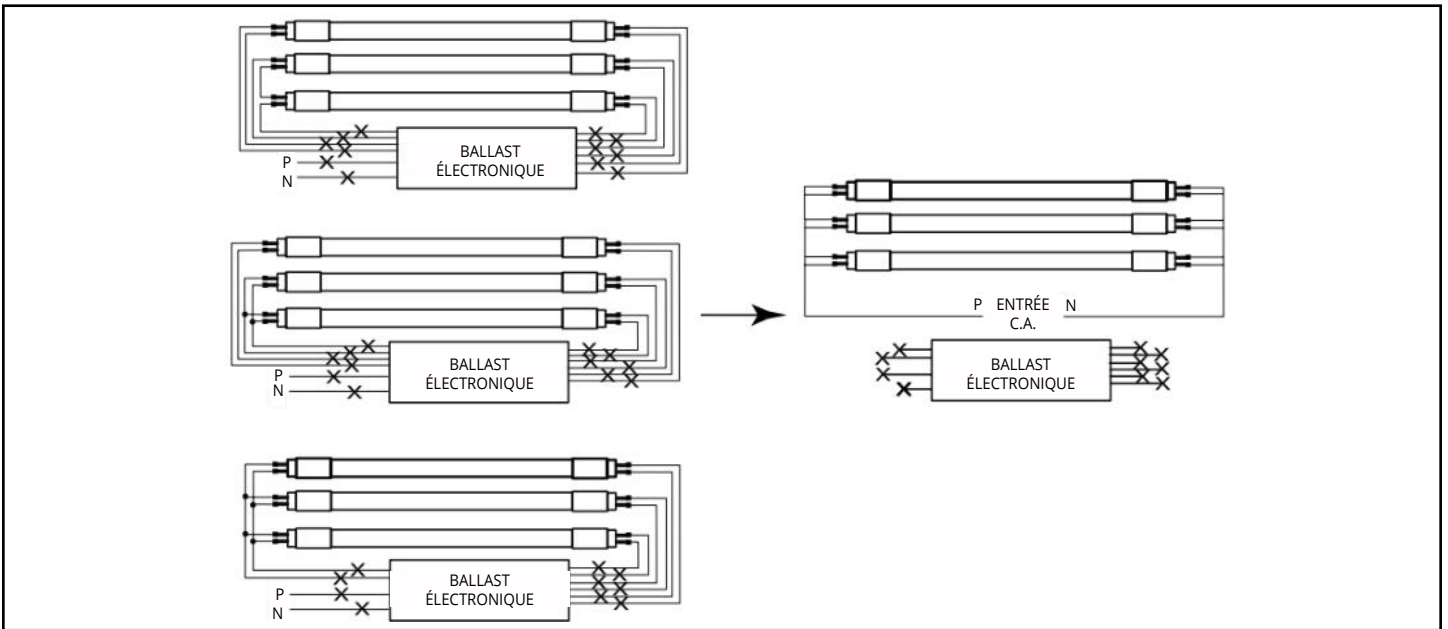 BALLAST
ÉLECTRONIQUE
P
N
BALLAST
ÉLECTRONIQUE
P
N
BALLAST
ÉLECTRONIQUE
P
N
P ENTRÉE N
C.A.
BALLAST
ÉLECTRONIQUE